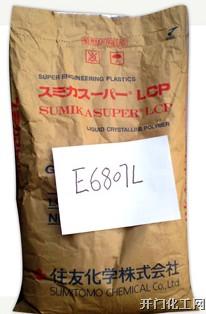 SUPER ENGINEERING PLASTICS
スミカスーパー LCP
SUMIKASUPER LCP
LIQUID CRYSTALLING POLYMER
E6807L
住友化学株式会社
SUMITOMO CHEMICAL Co., Ltd.
开门化工网